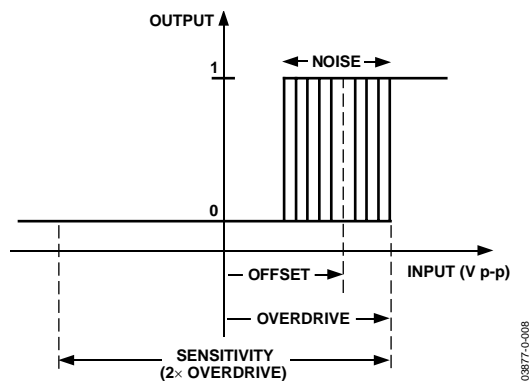 OUTPUT
NOISE
1
0
INPUT (V p-p)
OFFSET
OVERDRIVE
SENSITIVITY
(2× OVERDRIVE)
03877-0-008